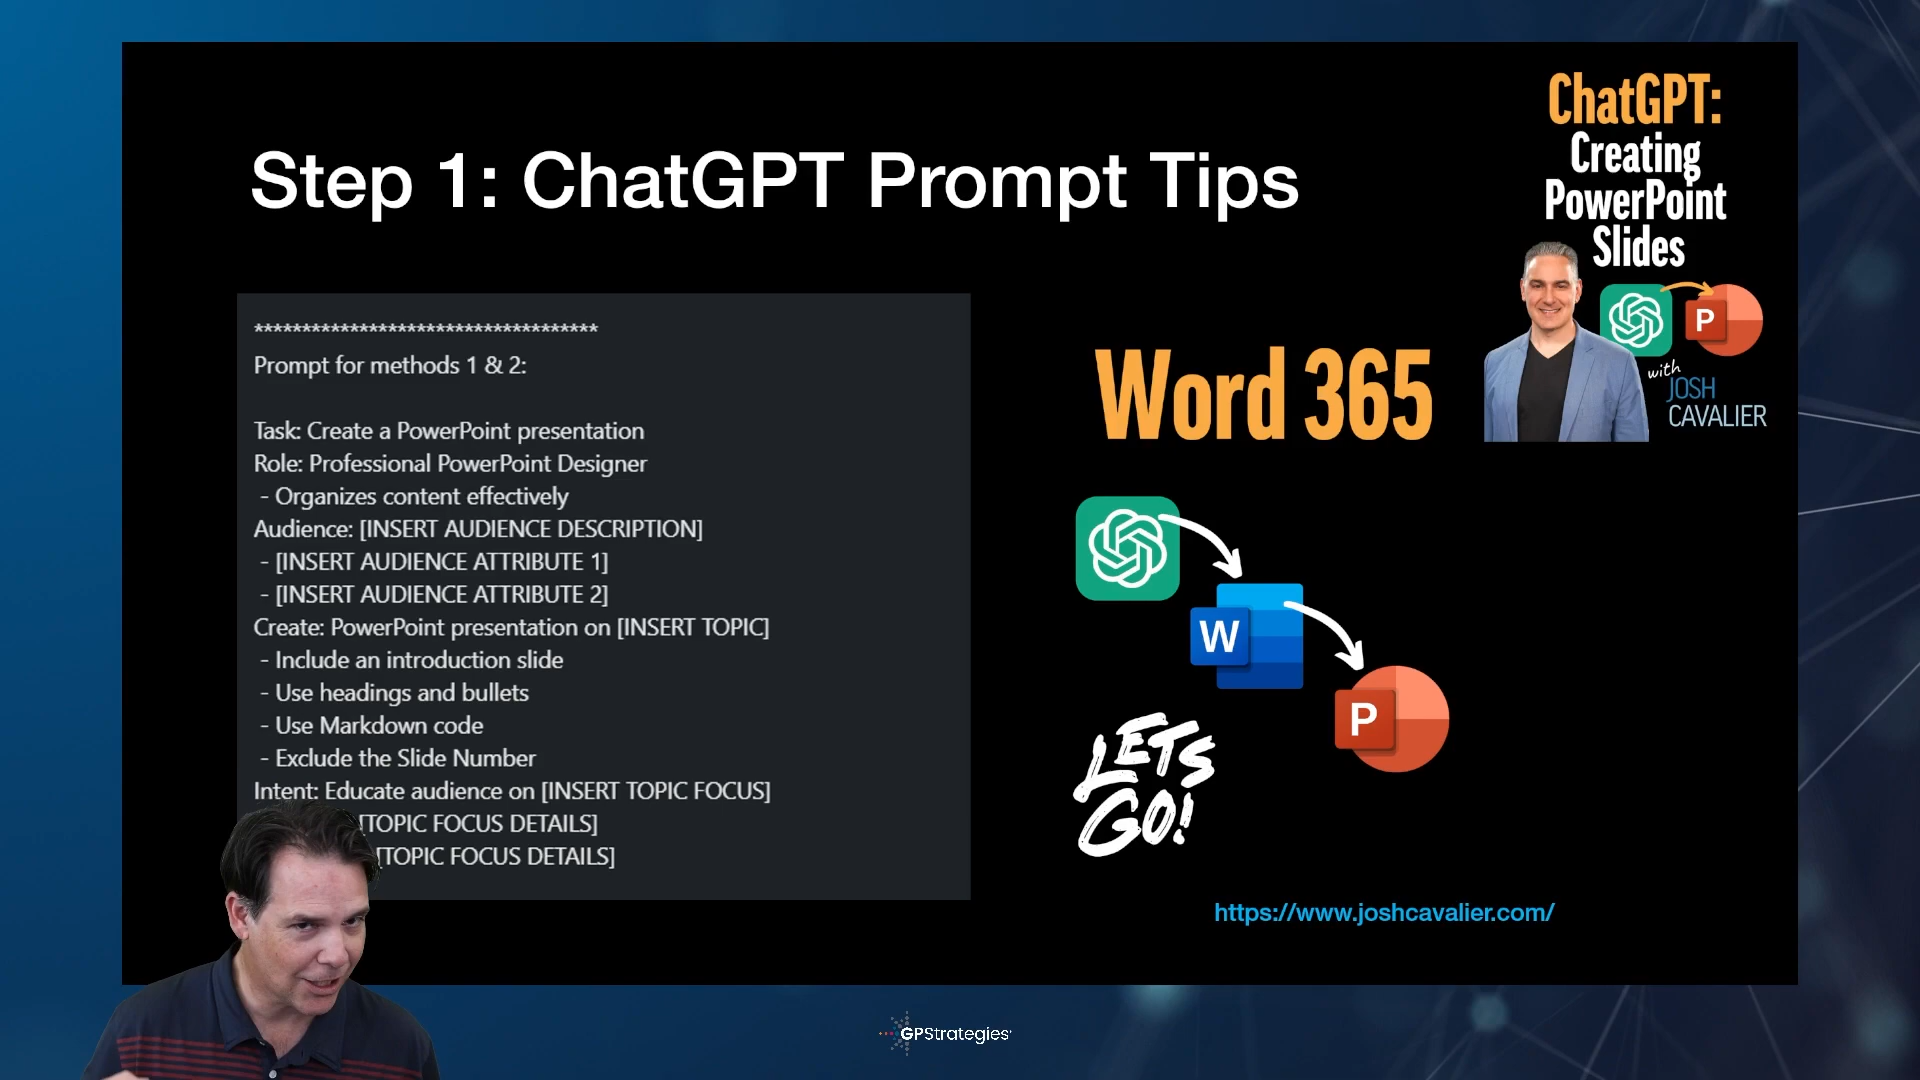 Step 1: ChatGPT Prompt Tips
***********************************
Prompt for methods 1 & 2:
Task: Create a PowerPoint presentation
Role: Professional PowerPoint Designer
- Organizes content effectively
Audience: [INSERT AUDIENCE DESCRIPTION]
- [INSERT AUDIENCE ATTRIBUTE 1]
- [INSERT AUDIENCE ATTRIBUTE 2]
Create: PowerPoint presentation on [INSERT TOPIC]
- Include an introduction slide
- Use headings and bullets
- Use Markdown code
- Exclude the Slide Number
Intent: Educate audience on [INSERT TOPIC FOCUS]
[TOPIC FOCUS DETAILS]
[TOPIC FOCUS DETAILS]
ChatGPT:
Creating
PowerPoint
Slides
P
with
JOSH
CAVALIER
Word 365
W
P
LETS
GO!
https://www.joshcavalier.com/
GPStrategies